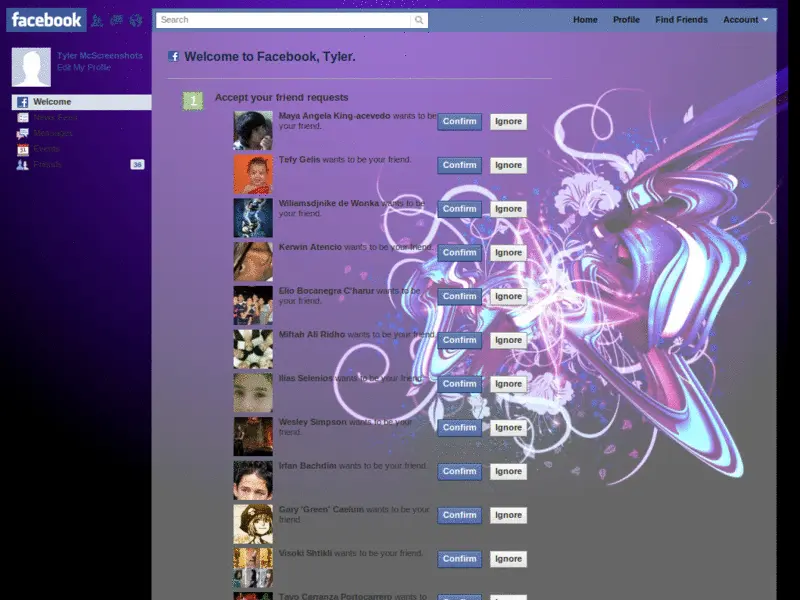 facebook
Search
Home Profile Find Friends Account
Tyler McScreenshots
Edit My Profile
Welcome
News Feed
Messages
Events
31
Friends 36
Welcome to Facebook, Tyler.
1 Accept your friend requests
Maya Angela King-acevedo wants to be
your friend.
Confirm Ignore
Tefy Gelis wants to be your friend.
Confirm Ignore
Wiliamsdjnike de Wonka wants to be
your friend.
Confirm Ignore
Kerwin Atencio wants to be your friend.
Confirm Ignore
Elio Bocanegra C'harur wants to be
your friend.
Confirm Ignore
Miftah Ali Ridho wants to be your friend.
Confirm Ignore
Ilias Selenios wants to be your friend.
Confirm Ignore
Wesley Simpson wants to be your
friend.
Confirm Ignore
Irfan Bachtim wants to be your friend.
Confirm Ignore
Gary 'Green' Caelum wants to be your
friend.
Confirm Ignore
Visoki Shtikli wants to be your friend.
Confirm Ignore
Tavo Cananza Portocarrero wants to